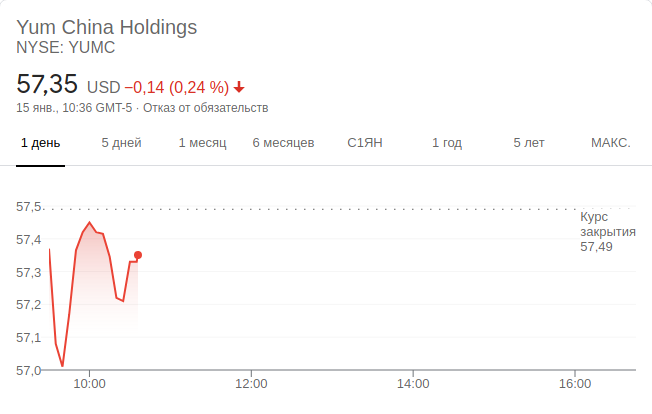 Yum China Holdings
NYSE: YUMC
57,35 USD −0,14 (0,24 %)
15 янв., 10:36 GMT-5 · Отказ от обязательств
1 день 5 дней 1 месяц 6 месяцев С1ЯН 1 год 5 лет МАКС.
57,5
Курс
закрытия
57,49
57,4
57,3
57,2
57,1
57,0
10:00 12:00 14:00 16:00